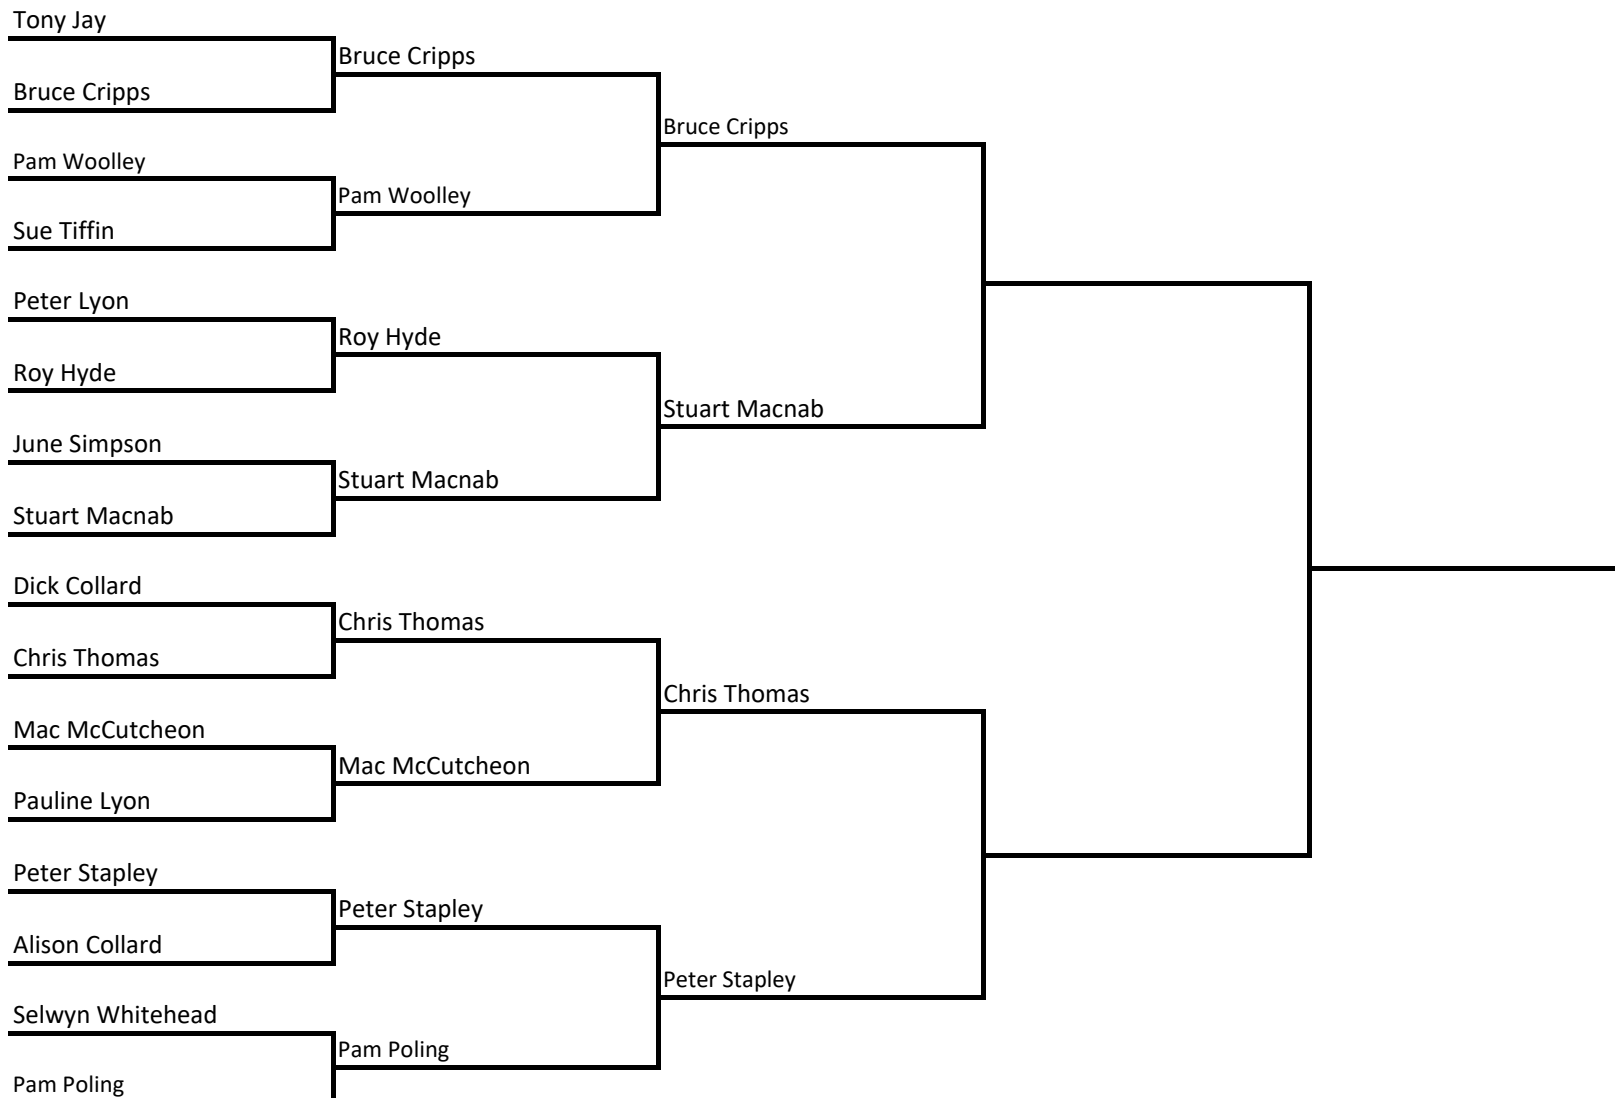 Tony Jay
Bruce Cripps
Pam Woolley
Sue Tiffin
Peter Lyon
Roy Hyde
June Simpson
Stuart Macnab
Dick Collard
Chris Thomas
Mac McCutcheon
Pauline Lyon
Peter Stapley
Alison Collard
Selwyn Whitehead
Pam Poling
Bruce Cripps
Pam Woolley
Roy Hyde
Stuart Macnab
Chris Thomas
Mac McCutcheon
Peter Stapley
Pam Poling
Bruce Cripps
Stuart Macnab
Chris Thomas
Peter Stapley